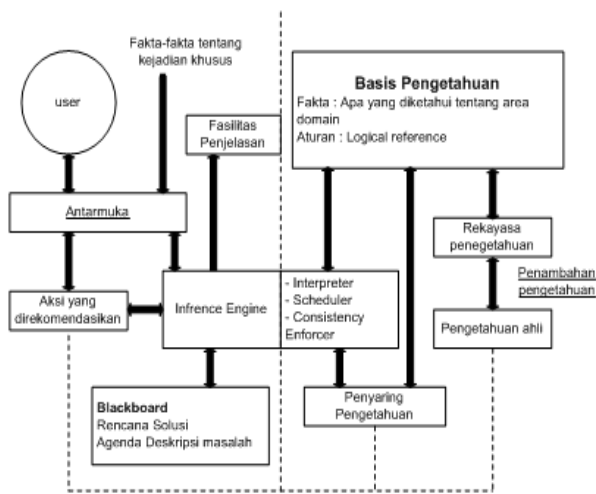 Fakta-fakta tentang
kejadian khusus
user
Basis Pengetahuan
Fakta : Apa yang diketahui tentang area
domain
Aturan : Logical reference
Fasilitas
Penjelasan
Antarmuka
Rekayasa
penegetahuan
Penambahan
pengetahuan
Aksi yang
direkomendasikan
Infrence Engine
- Interpreter
- Scheduler
- Consistency
Enforcer
Pengetahuan ahli
Blackboard
Rencana Solusi
Agenda Deskripsi masalah
Penyaring
Pengetahuan